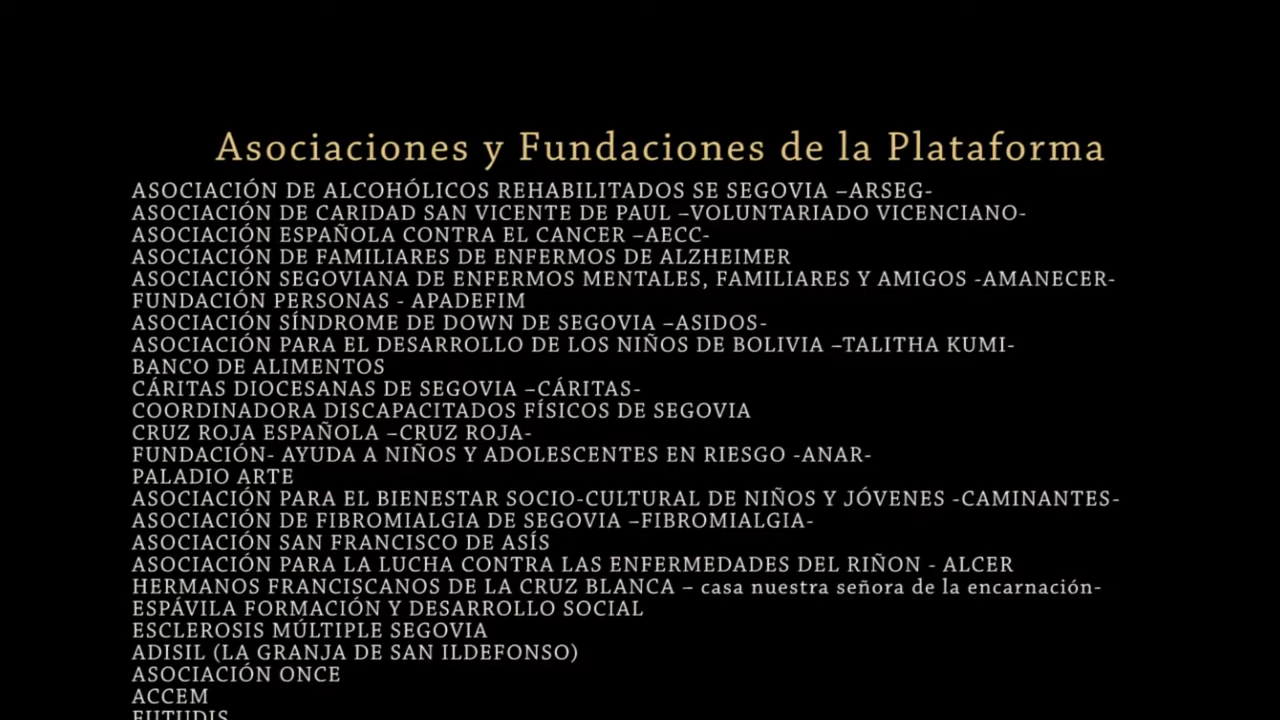 Asociaciones y Fundaciones de la Plataforma
ASOCIACIÓN DE ALCOHÓLICOS REHABILITADOS SE SEGOVIA –ARSEG-
ASOCIACIÓN DE CARIDAD SAN VICENTE DE PAUL –VOLUNTARIADO VICENCIANO-
ASOCIACIÓN ESPAÑOLA CONTRA EL CANCER –AECC-
ASOCIACIÓN DE FAMILIARES DE ENFERMOS DE ALZHEIMER
ASOCIACIÓN SEGOVIANA DE ENFERMOS MENTALES, FAMILIARES Y AMIGOS -AMANECER-
FUNDACIÓN PERSONAS - APADEFIM
ASOCIACIÓN SÍNDROME DE DOWN DE SEGOVIA –ASIDOS-
ASOCIACIÓN PARA EL DESARROLLO DE LOS NIÑOS DE BOLIVIA –TALITHA KUMI-
BANCO DE ALIMENTOS
CÁRITAS DIOCESANAS DE SEGOVIA –CÁRITAS-
COORDINADORA DISCAPACITADOS FÍSICOS DE SEGOVIA
CRUZ ROJA ESPAÑOLA –CRUZ ROJA-
FUNDACIÓN- AYUDA A NIÑOS Y ADOLESCENTES EN RIESGO -ANAR-
PALADIO ARTE
ASOCIACIÓN PARA EL BIENESTAR SOCIO-CULTURAL DE NIÑOS Y JÓVENES -CAMINANTES-
ASOCIACIÓN DE FIBROMIALGIA DE SEGOVIA –FIBROMIALGIA-
ASOCIACIÓN SAN FRANCISCO DE ASÍS
ASOCIACIÓN PARA LA LUCHA CONTRA LAS ENFERMEDADES DEL RIÑON - ALCER
HERMANOS FRANCISCANOS DE LA CRUZ BLANCA – casa nuestra señora de la encarnación-
ESPÁVILA FORMACIÓN Y DESARROLLO SOCIAL
ESCLEROSIS MÚLTIPLE SEGOVIA
ADISIL (LA GRANJA DE SAN ILDEFONSO)
ASOCIACIÓN ONCE
ACCEM
FUTUDIS